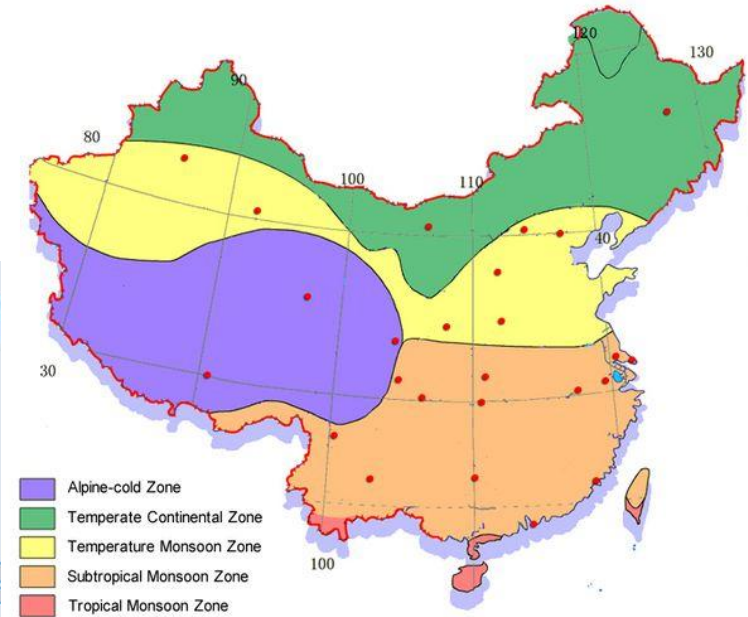 120
130
90
80
100
110
40
30
100
Alpine-cold Zone
Temperate Continental Zone
Temperature Monsoon Zone
Subtropical Monsoon Zone
Tropical Monsoon Zone